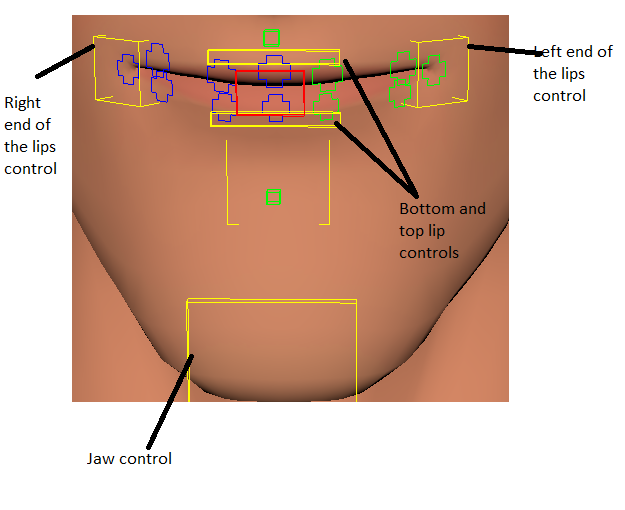 Left end of
the lips
control
Right
end of
the lips
control
Bottom and
top lip
controls
Jaw control